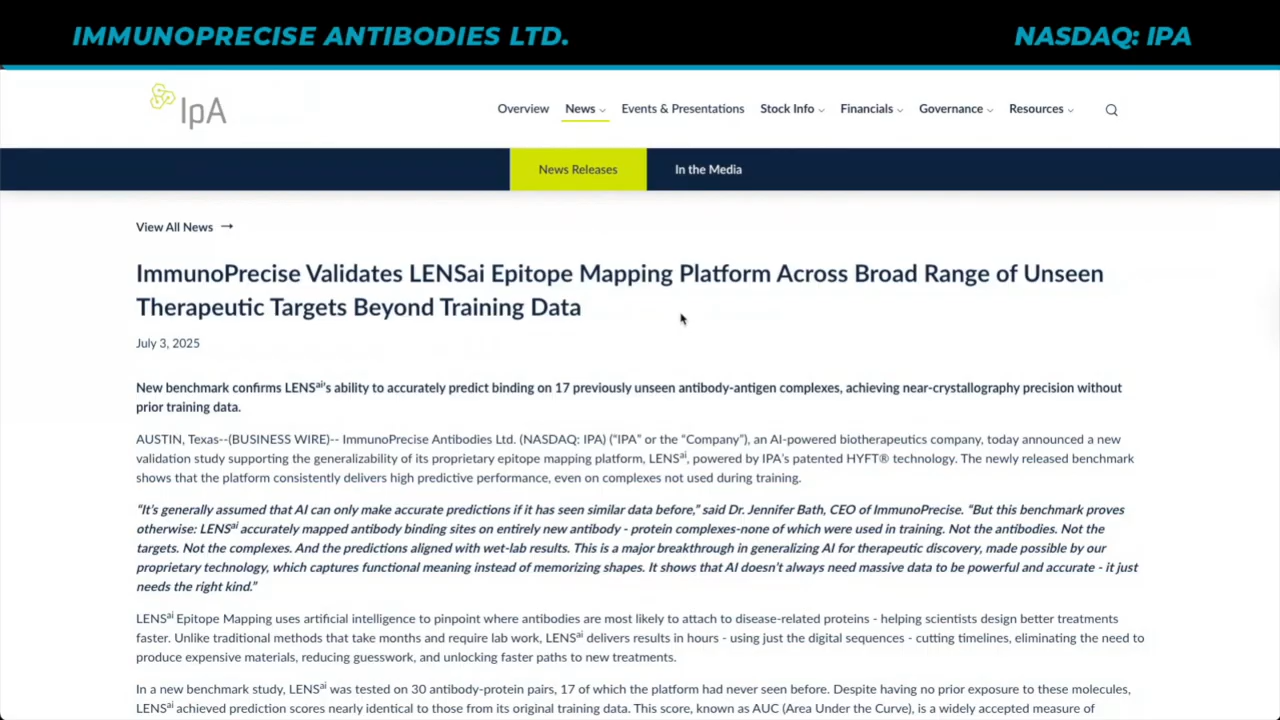 IMMUNOPRECISE ANTIBODIES LTD.
NASDAQ: IPA
IpA
Overview News Events & Presentations Stock Info Financials Governance Resources
News Releases In the Media
View All News →
ImmunoPrecise Validates LENSai Epitope Mapping Platform Across Broad Range of Unseen
Therapeutic Targets Beyond Training Data
July 3, 2025
New benchmark confirms LENSai's ability to accurately predict binding on 17 previously unseen antibody-antigen complexes, achieving near-crystallography precision without
prior training data.
AUSTIN, Texas--(BUSINESS WIRE)-- ImmunoPrecise Antibodies Ltd. (NASDAQ: IPA) (“IPA” or the “Company”), an AI-powered biotherapeutics company, today announced a new
validation study supporting the generalizability of its proprietary epitope mapping platform, LENSai, powered by IPA’s patented HYFT® technology. The newly released benchmark
shows that the platform consistently delivers high predictive performance, even on complexes not used during training.
“It’s generally assumed that AI can only make accurate predictions if it has seen similar data before,” said Dr. Jennifer Bath, CEO of ImmunoPrecise. “But this benchmark proves
otherwise: LENSai accurately mapped antibody binding sites on entirely new antibody - protein complexes-none of which were used in training. Not the antibodies. Not the
targets. Not the complexes. And the predictions aligned with wet-lab results. This is a major breakthrough in generalizing AI for therapeutic discovery, made possible by our
proprietary technology, which captures functional meaning instead of memorizing shapes. It shows that AI doesn’t always need massive data to be powerful and accurate - it just
needs the right kind.”
LENSai Epitope Mapping uses artificial intelligence to pinpoint where antibodies are most likely to attach to disease-related proteins - helping scientists design better treatments
faster. Unlike traditional methods that take months and require lab work, LENSai delivers results in hours - using just the digital sequences - cutting timelines, eliminating the need to
produce expensive materials, reducing guesswork, and unlocking faster paths to new treatments.
In a new benchmark study, LENSai was tested on 30 antibody-protein pairs, 17 of which the platform had never seen before. Despite having no prior exposure to these molecules,
LENSai achieved prediction scores nearly identical to those from its original training data. This score, known as AUC (Area Under the Curve), is a widely accepted measure of